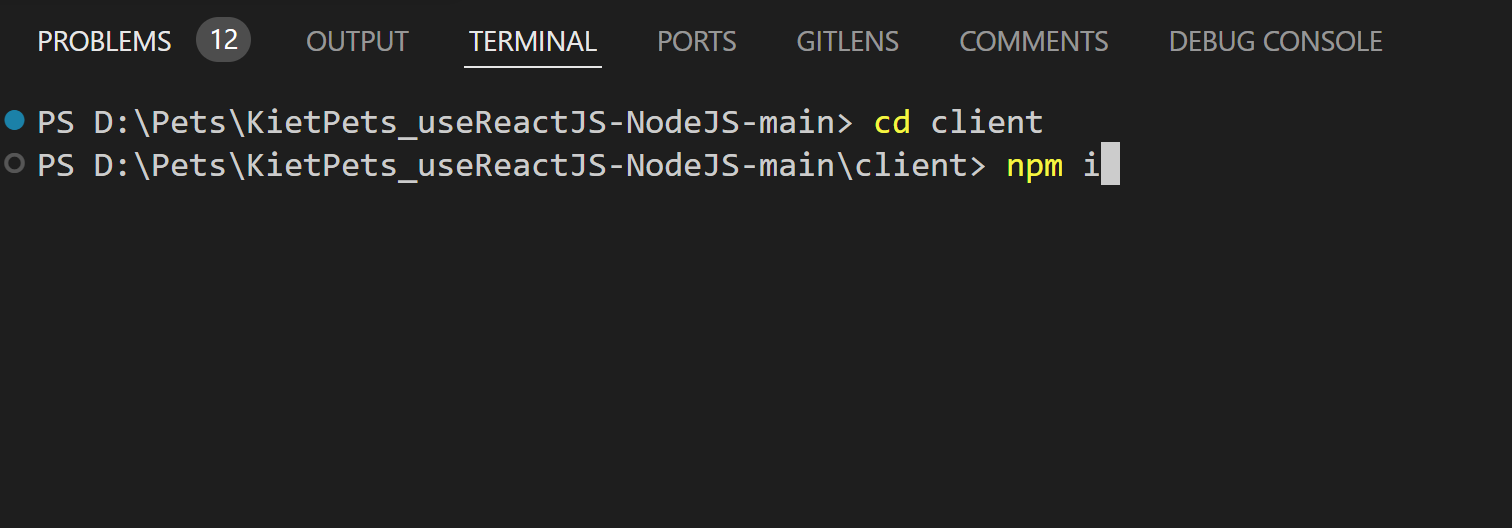 PROBLEMS 12 OUTPUT TERMINAL PORTS GITLENS COMMENTS DEBUG CONSOLE
PS D:\Pets\KietPets_useReactJS-NodeJS-main> cd client
PS D:\Pets\KietPets_useReactJS-NodeJS-main\client> npm i